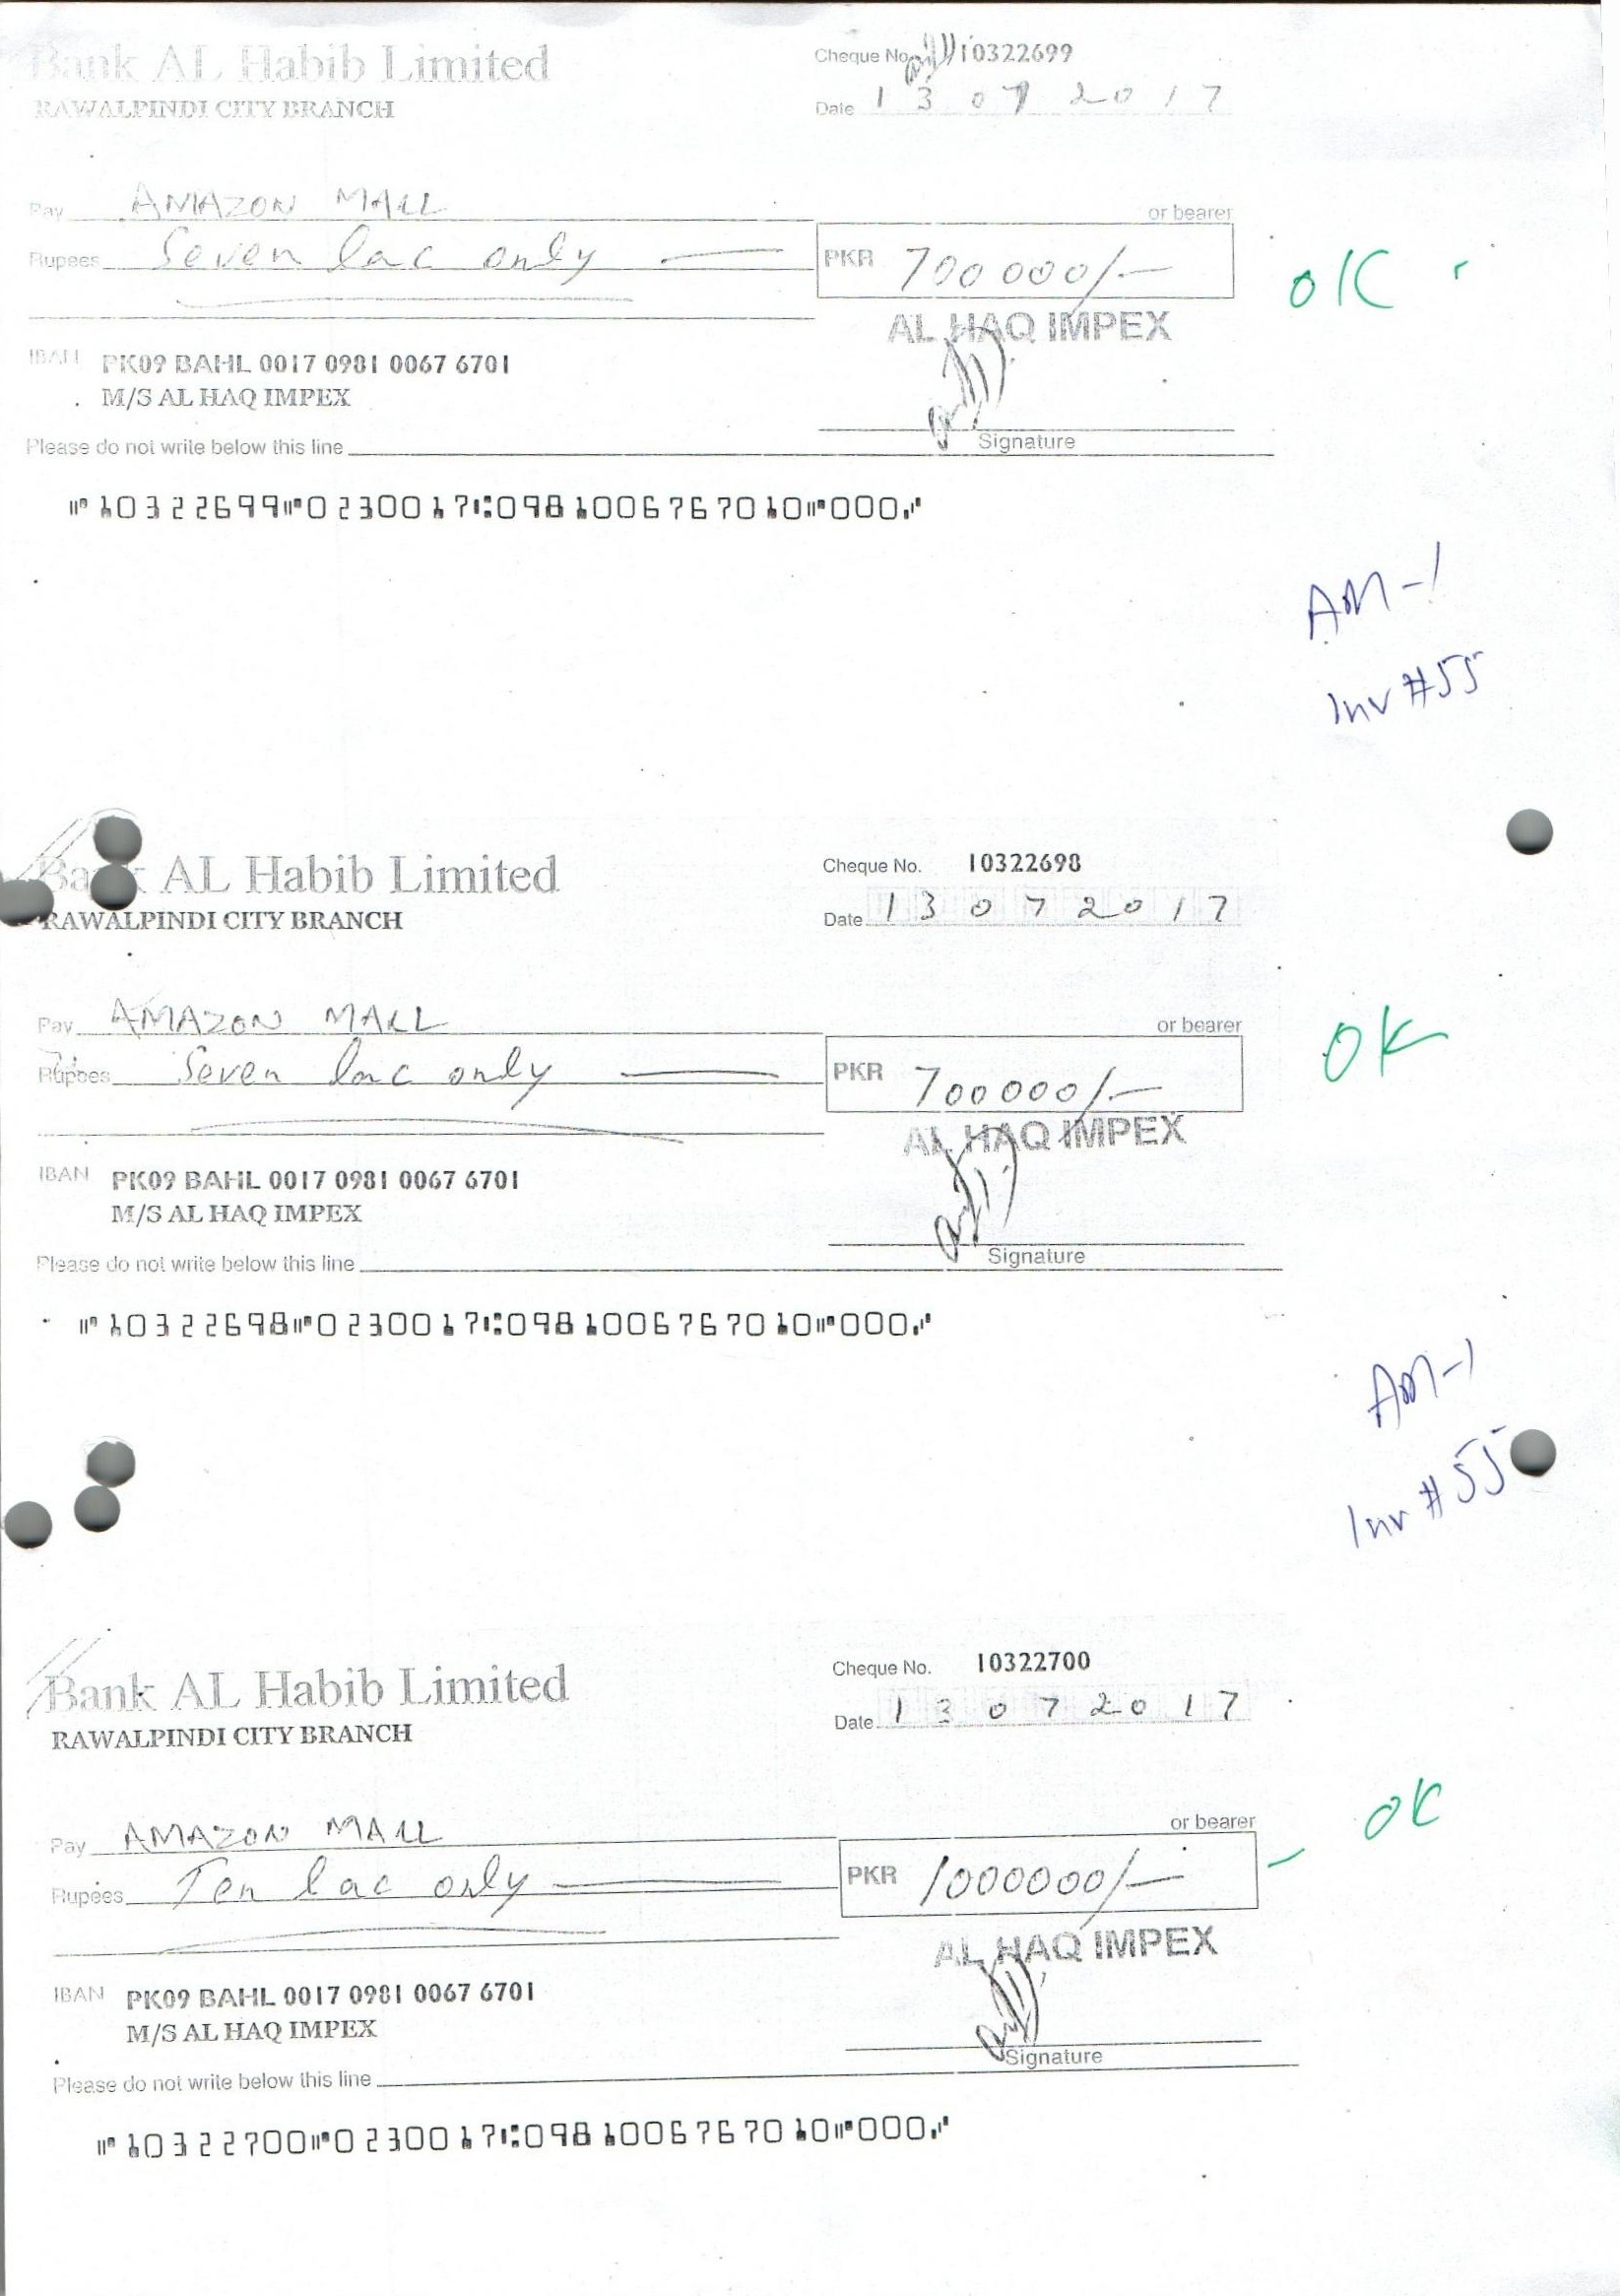 Bank AL Habib Limited
RAWALPINDI CITY BRANCH
Cheque No. 10322699
Date 1 3 0 7 2 0 1 7
Pay AMAZON MALL or bearer
Rupees Seven lac only
PKR 700000/-
OK
AL HAQ IMPEX
IBAN PK09 BAHL 0017 0981 0067 6701
M/S AL HAQ IMPEX
Signature
Please do not write below this line
⑈10322699⑈0230017⑆0981006767010⑈000⑇
AM-1
Inv #55
Bank AL Habib Limited
RAWALPINDI CITY BRANCH
Cheque No. 10322698
Date 1 3 0 7 2 0 1 7
Pay AMAZON MALL or bearer
Rupees Seven lac only
PKR 700000/-
OK
AL HAQ IMPEX
IBAN PK09 BAHL 0017 0981 0067 6701
M/S AL HAQ IMPEX
Signature
Please do not write below this line
⑈10322698⑈0230017⑆0981006767010⑈000⑇
AM-1
Inv #55
Bank AL Habib Limited
RAWALPINDI CITY BRANCH
Cheque No. 10322700
Date 1 3 0 7 2 0 1 7
Pay AMAZON MALL or bearer
Rupees Ten lac only
PKR 1000000/-
OK
AL HAQ IMPEX
IBAN PK09 BAHL 0017 0981 0067 6701
M/S AL HAQ IMPEX
Signature
Please do not write below this line
⑈10322700⑈0230017⑆0981006767010⑈000⑇